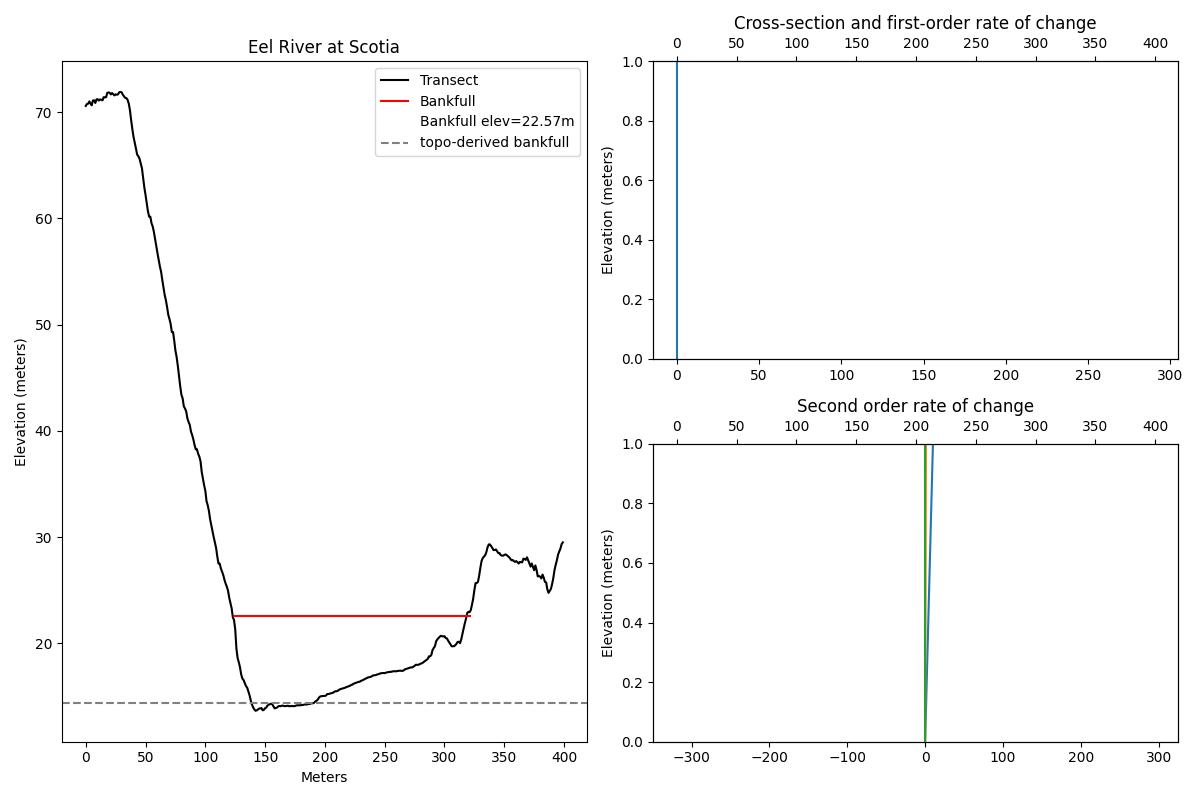 Eel River at Scotia
Transect
Bankfull
Bankfull elev=22.57m
topo-derived bankfull
70
60
50
40
30
20
Elevation (meters)
0 50 100 150 200 250 300 350 400
Meters
Cross-section and first-order rate of change
0 50 100 150 200 250 300 350 400
1.0
0.8
0.6
0.4
0.2
0.0
Elevation (meters)
0 50 100 150 200 250 300
Second order rate of change
0 50 100 150 200 250 300 350 400
1.0
0.8
0.6
0.4
0.2
0.0
Elevation (meters)
−300 −200 −100 0 100 200 300